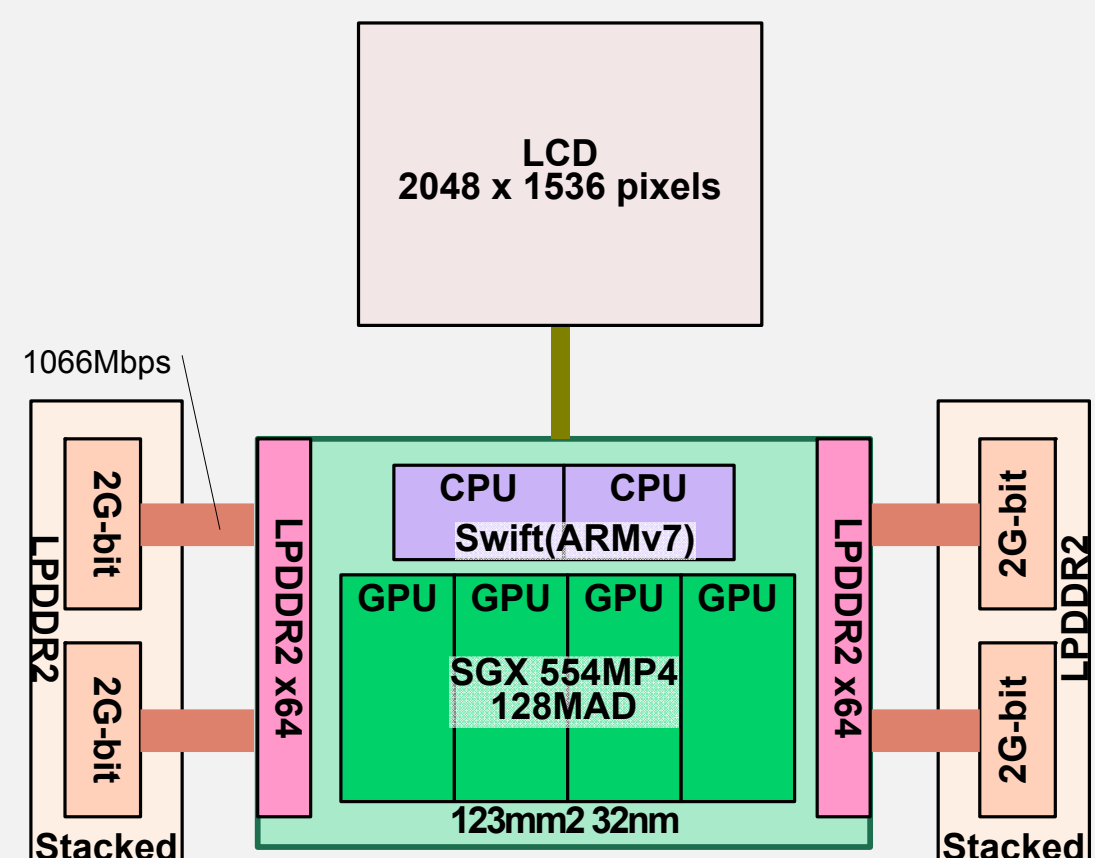 LCD
2048 x 1536 pixels
1066Mbps
LPDDR2
2G-bit
2G-bit
Stacked
LPDDR2 x64
CPU
CPU
Swift(ARMv7)
GPU
GPU
GPU
GPU
SGX 554MP4
128MAD
123mm2 32nm
LPDDR2 x64
2G-bit
2G-bit
LPDDR2
Stacked